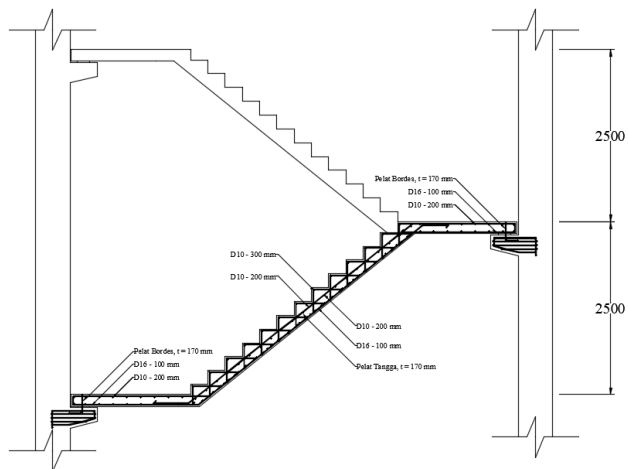 2500
Pelat Bordes, t = 170 mm
D16 - 100 mm
D10 - 200 mm
D10 - 300 mm
D10 - 200 mm
2500
D10 - 200 mm
D16 - 100 mm
Pelat Tangga, t = 170 mm
Pelat Bordes, t = 170 mm
D16 - 100 mm
D10 - 200 mm